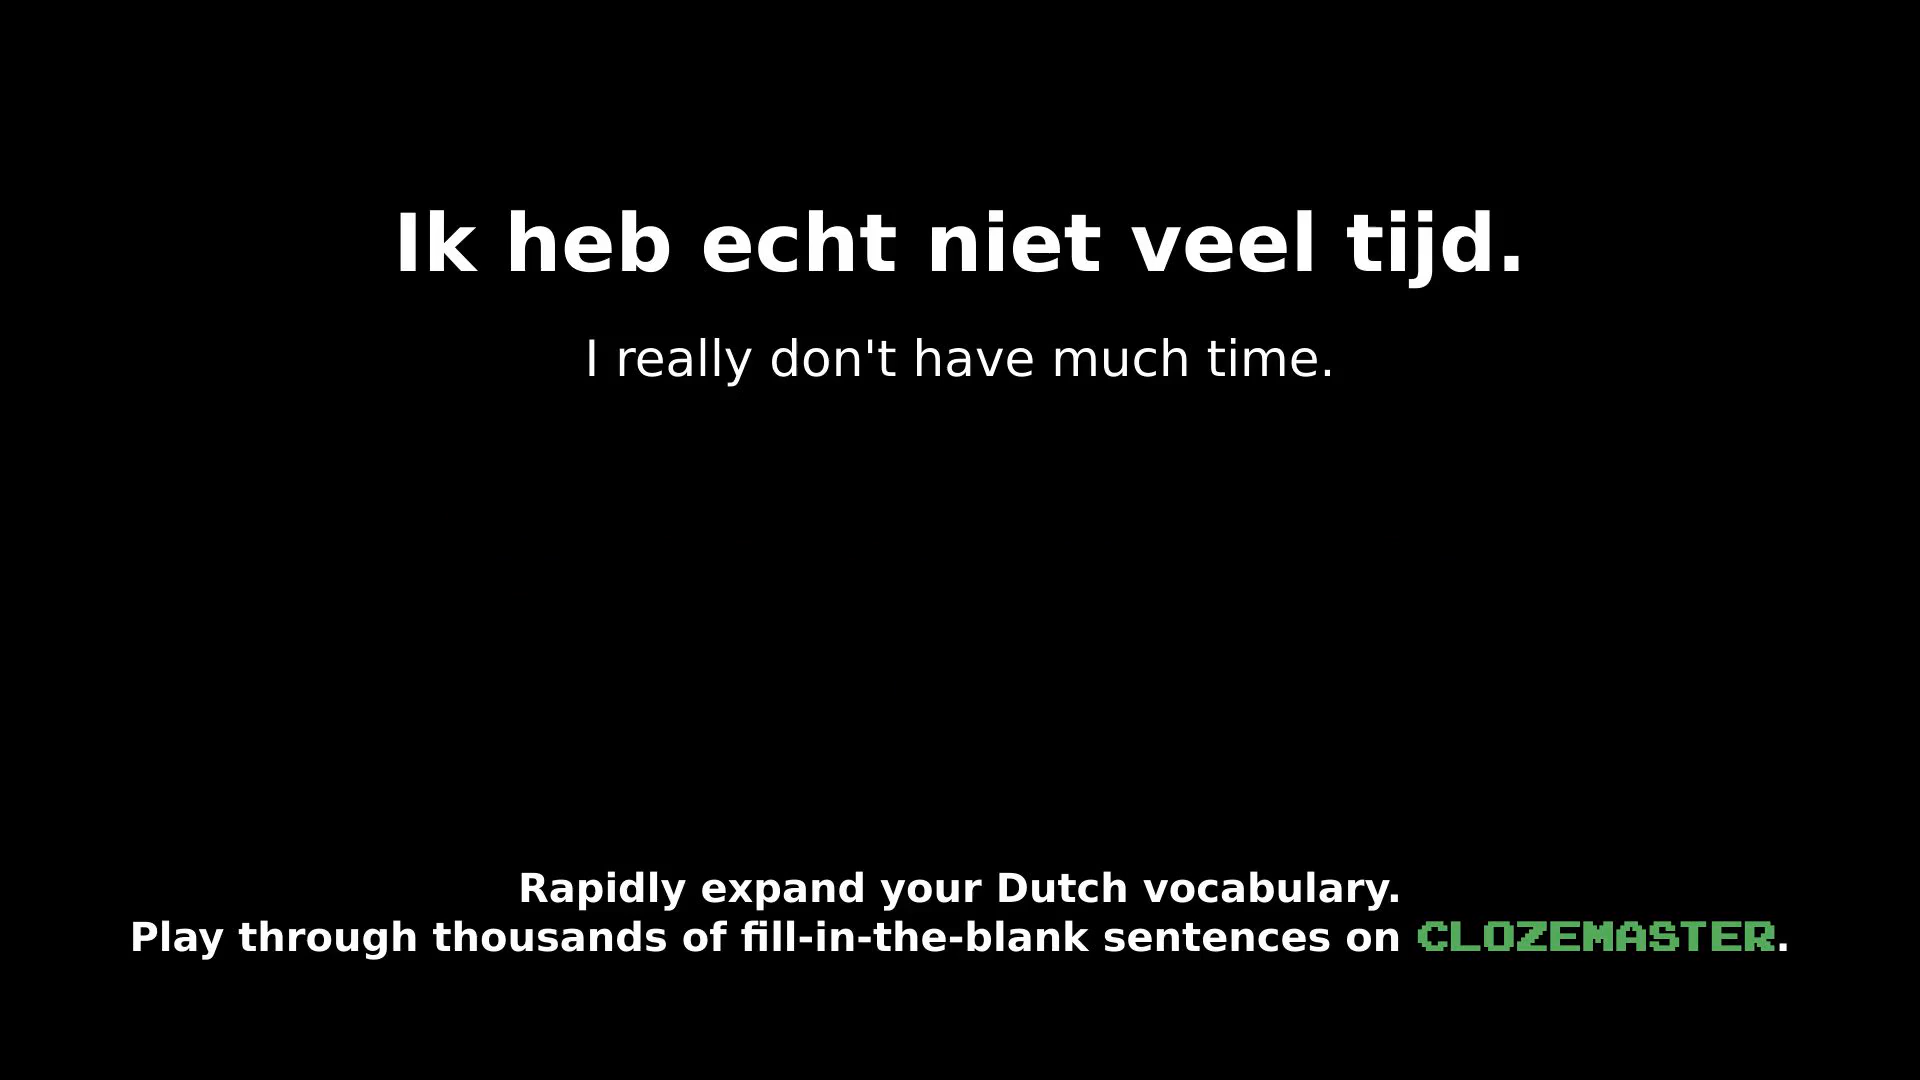 Ik heb echt niet veel tijd.
I really don't have much time.
Rapidly expand your Dutch vocabulary.
Play through thousands of fill-in-the-blank sentences on CLOZEMASTER.